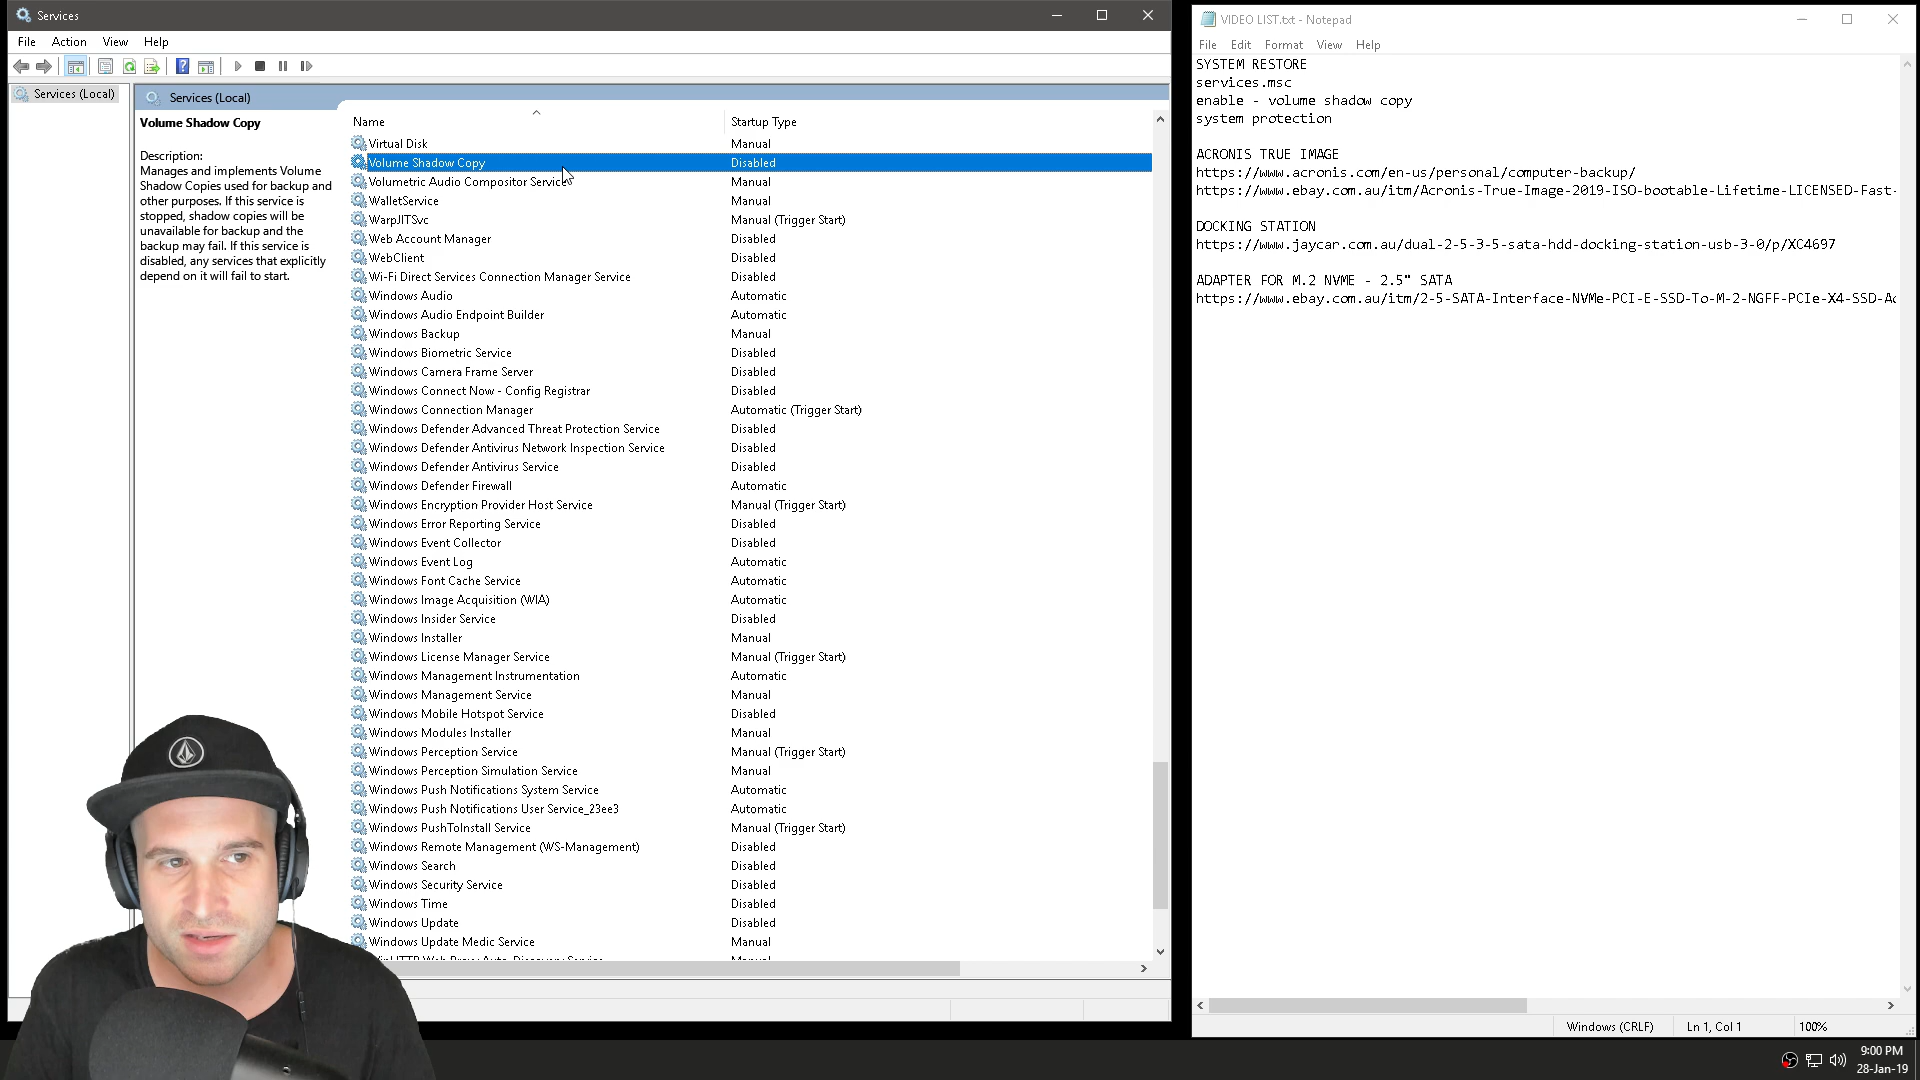 Services
File Action View Help
Services (Local)
Services (Local)
Volume Shadow Copy
Description:
Manages and implements Volume
Shadow Copies used for backup and
other purposes. If this service is
stopped, shadow copies will be
unavailable for backup and the
backup may fail. If this service is
disabled, any services that explicitly
depend on it will fail to start.
Name Startup Type
Virtual Disk Manual
Volume Shadow Copy Disabled
Volumetric Audio Compositor Service Manual
WalletService Manual
WarpJITSvc Manual (Trigger Start)
Web Account Manager Disabled
WebClient Disabled
Wi-Fi Direct Services Connection Manager Service Disabled
Windows Audio Automatic
Windows Audio Endpoint Builder Automatic
Windows Backup Manual
Windows Biometric Service Disabled
Windows Camera Frame Server Disabled
Windows Connect Now - Config Registrar Disabled
Windows Connection Manager Automatic (Trigger Start)
Windows Defender Advanced Threat Protection Service Disabled
Windows Defender Antivirus Network Inspection Service Disabled
Windows Defender Antivirus Service Disabled
Windows Defender Firewall Automatic
Windows Encryption Provider Host Service Manual (Trigger Start)
Windows Error Reporting Service Disabled
Windows Event Collector Disabled
Windows Event Log Automatic
Windows Font Cache Service Automatic
Windows Image Acquisition (WIA) Automatic
Windows Insider Service Disabled
Windows Installer Manual
Windows License Manager Service Manual (Trigger Start)
Windows Management Instrumentation Automatic
Windows Management Service Manual
Windows Mobile Hotspot Service Disabled
Windows Modules Installer Manual
Windows Perception Service Manual (Trigger Start)
Windows Perception Simulation Service Manual
Windows Push Notifications System Service Automatic
Windows Push Notifications User Service_23ee3 Automatic
Windows PushToInstall Service Manual (Trigger Start)
Windows Remote Management (WS-Management) Disabled
Windows Search Disabled
Windows Security Service Disabled
Windows Time Disabled
Windows Update Disabled
Windows Update Medic Service Manual
VIDEO LIST.txt - Notepad
File Edit Format View Help
SYSTEM RESTORE
services.msc
enable - volume shadow copy
system protection
ACRONIS TRUE IMAGE
https://www.acronis.com/en-us/personal/computer-backup/
https://www.ebay.com.au/itm/Acronis-True-Image-2019-ISO-bootable-Lifetime-LICENSED-Fast-
DOCKING STATION
https://www.jaycar.com.au/dual-2-5-3-5-sata-hdd-docking-station-usb-3-0/p/XC4697
ADAPTER FOR M.2 NVME - 2.5" SATA
https://www.ebay.com.au/itm/2-5-SATA-Interface-NVMe-PCI-E-SSD-To-M-2-NGFF-PCIe-X4-SSD-Ad
Windows (CRLF) Ln 1, Col 1 100%
9:00 PM
28-Jan-19